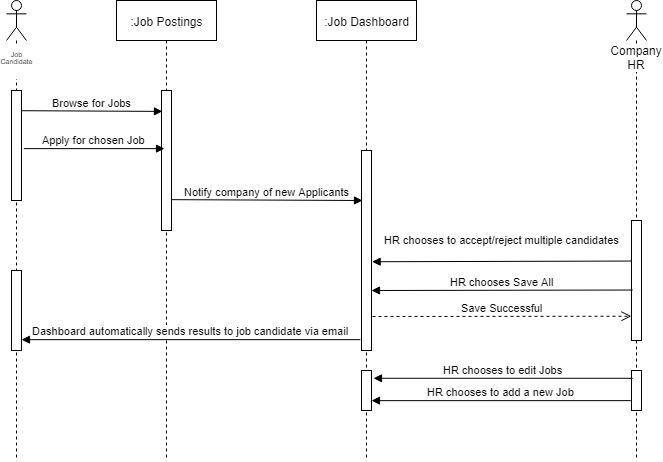 :Job Postings
:Job Dashboard
Job
Candidate
Company
HR
Browse for Jobs
Apply for chosen Job
Notify company of new Applicants
HR chooses to accept/reject multiple candidates
HR chooses Save All
Save Successful
Dashboard automatically sends results to job candidate via email
HR chooses to edit Jobs
HR chooses to add a new Job